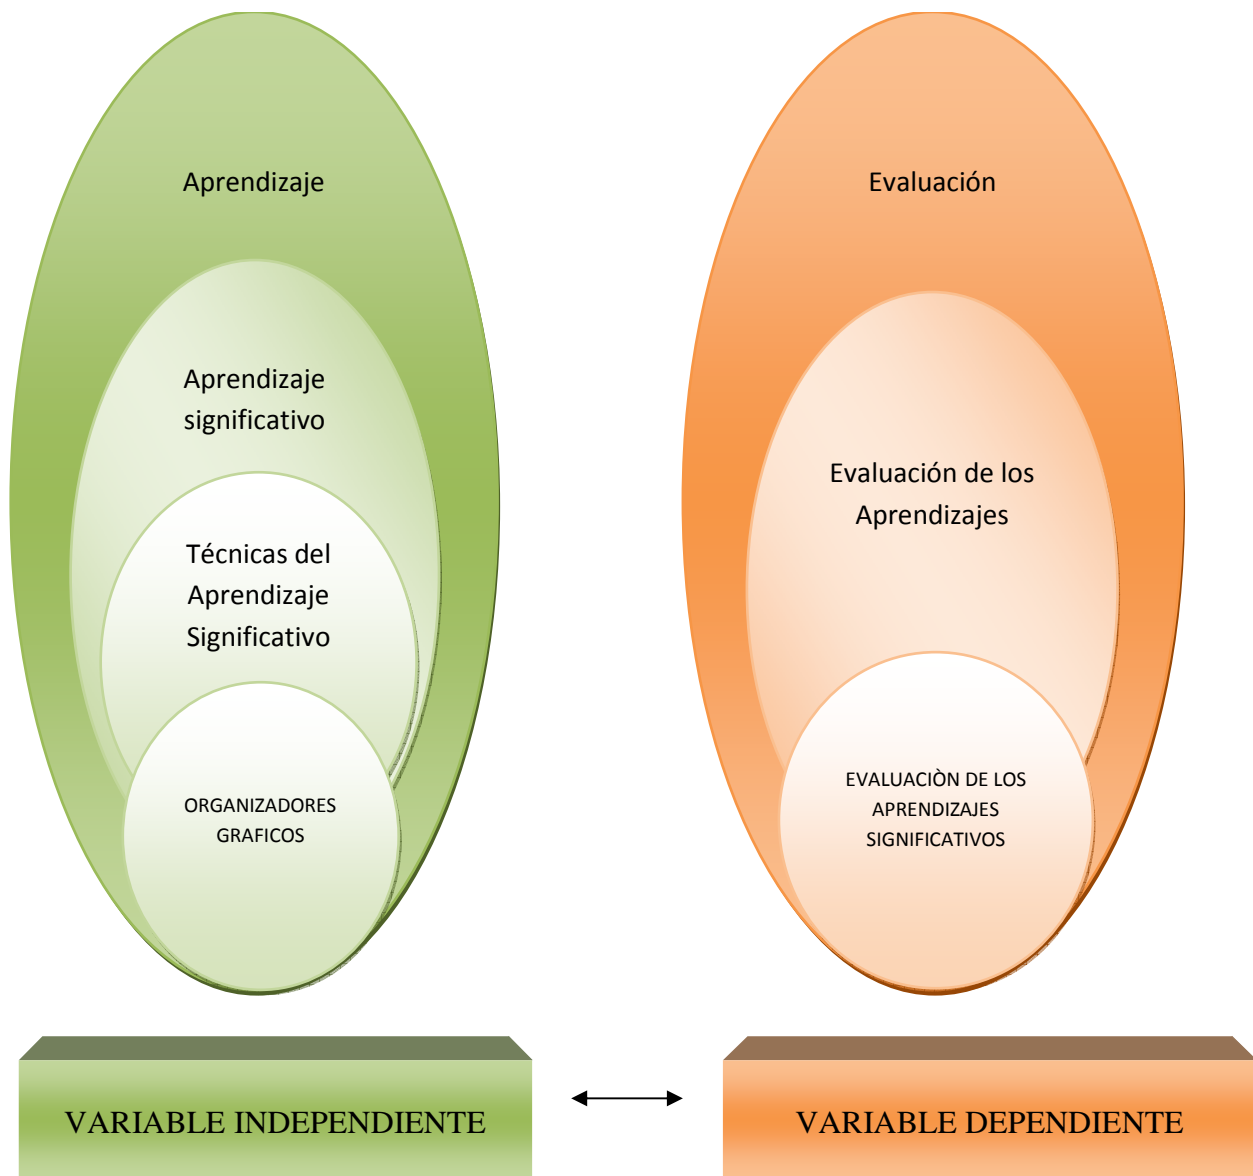 Aprendizaje
Aprendizaje
significativo
Técnicas del
Aprendizaje
Significativo
ORGANIZADORES
GRAFICOS
Evaluación
Evaluación de los
Aprendizajes
EVALUACIÒN DE LOS
APRENDIZAJES
SIGNIFICATIVOS
VARIABLE INDEPENDIENTE
VARIABLE DEPENDIENTE